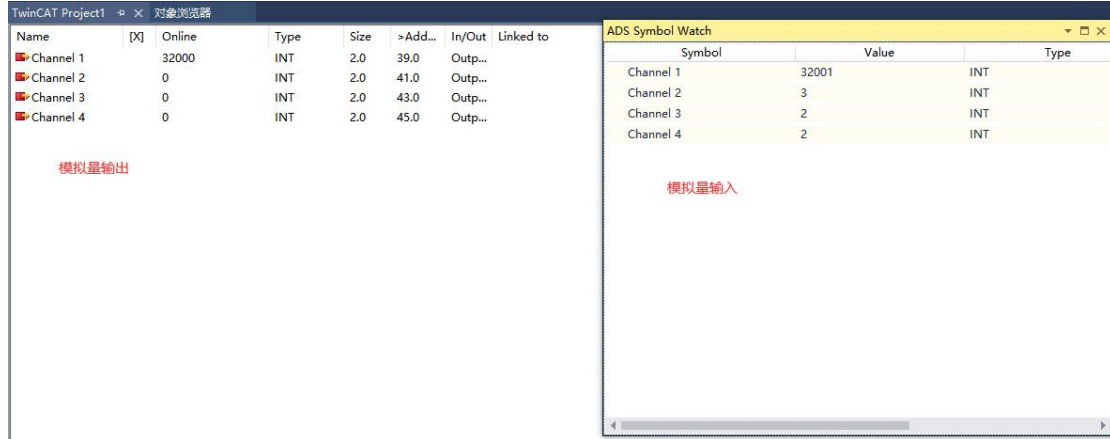 TwinCAT Project1 对象浏览器
Name [X] Online Type Size >Add... In/Out Linked to
Channel 1 32000 INT 2.0 39.0 Outp...
Channel 2 0 INT 2.0 41.0 Outp...
Channel 3 0 INT 2.0 43.0 Outp...
Channel 4 0 INT 2.0 45.0 Outp...
模拟量输出
ADS Symbol Watch
Symbol Value Type
Channel 1 32001 INT
Channel 2 3 INT
Channel 3 2 INT
Channel 4 2 INT
模拟量输入